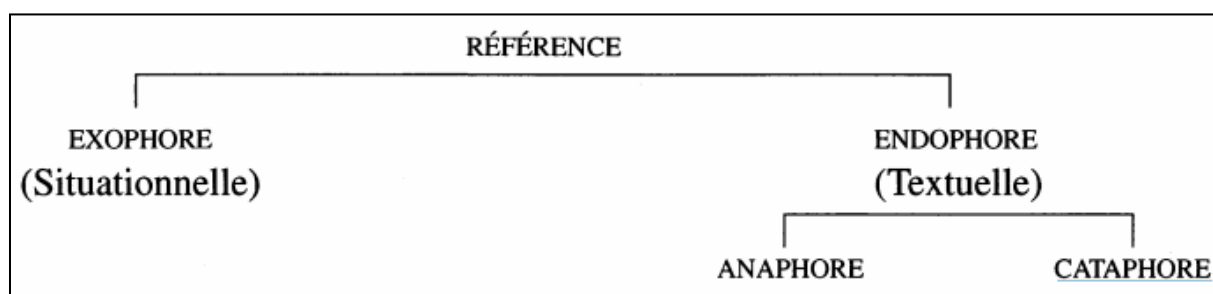 RÉFÉRENCE
EXOPHORE ENDOPHORE
(Situationnelle) (Textuelle)
ANAPHORE CATAPHORE